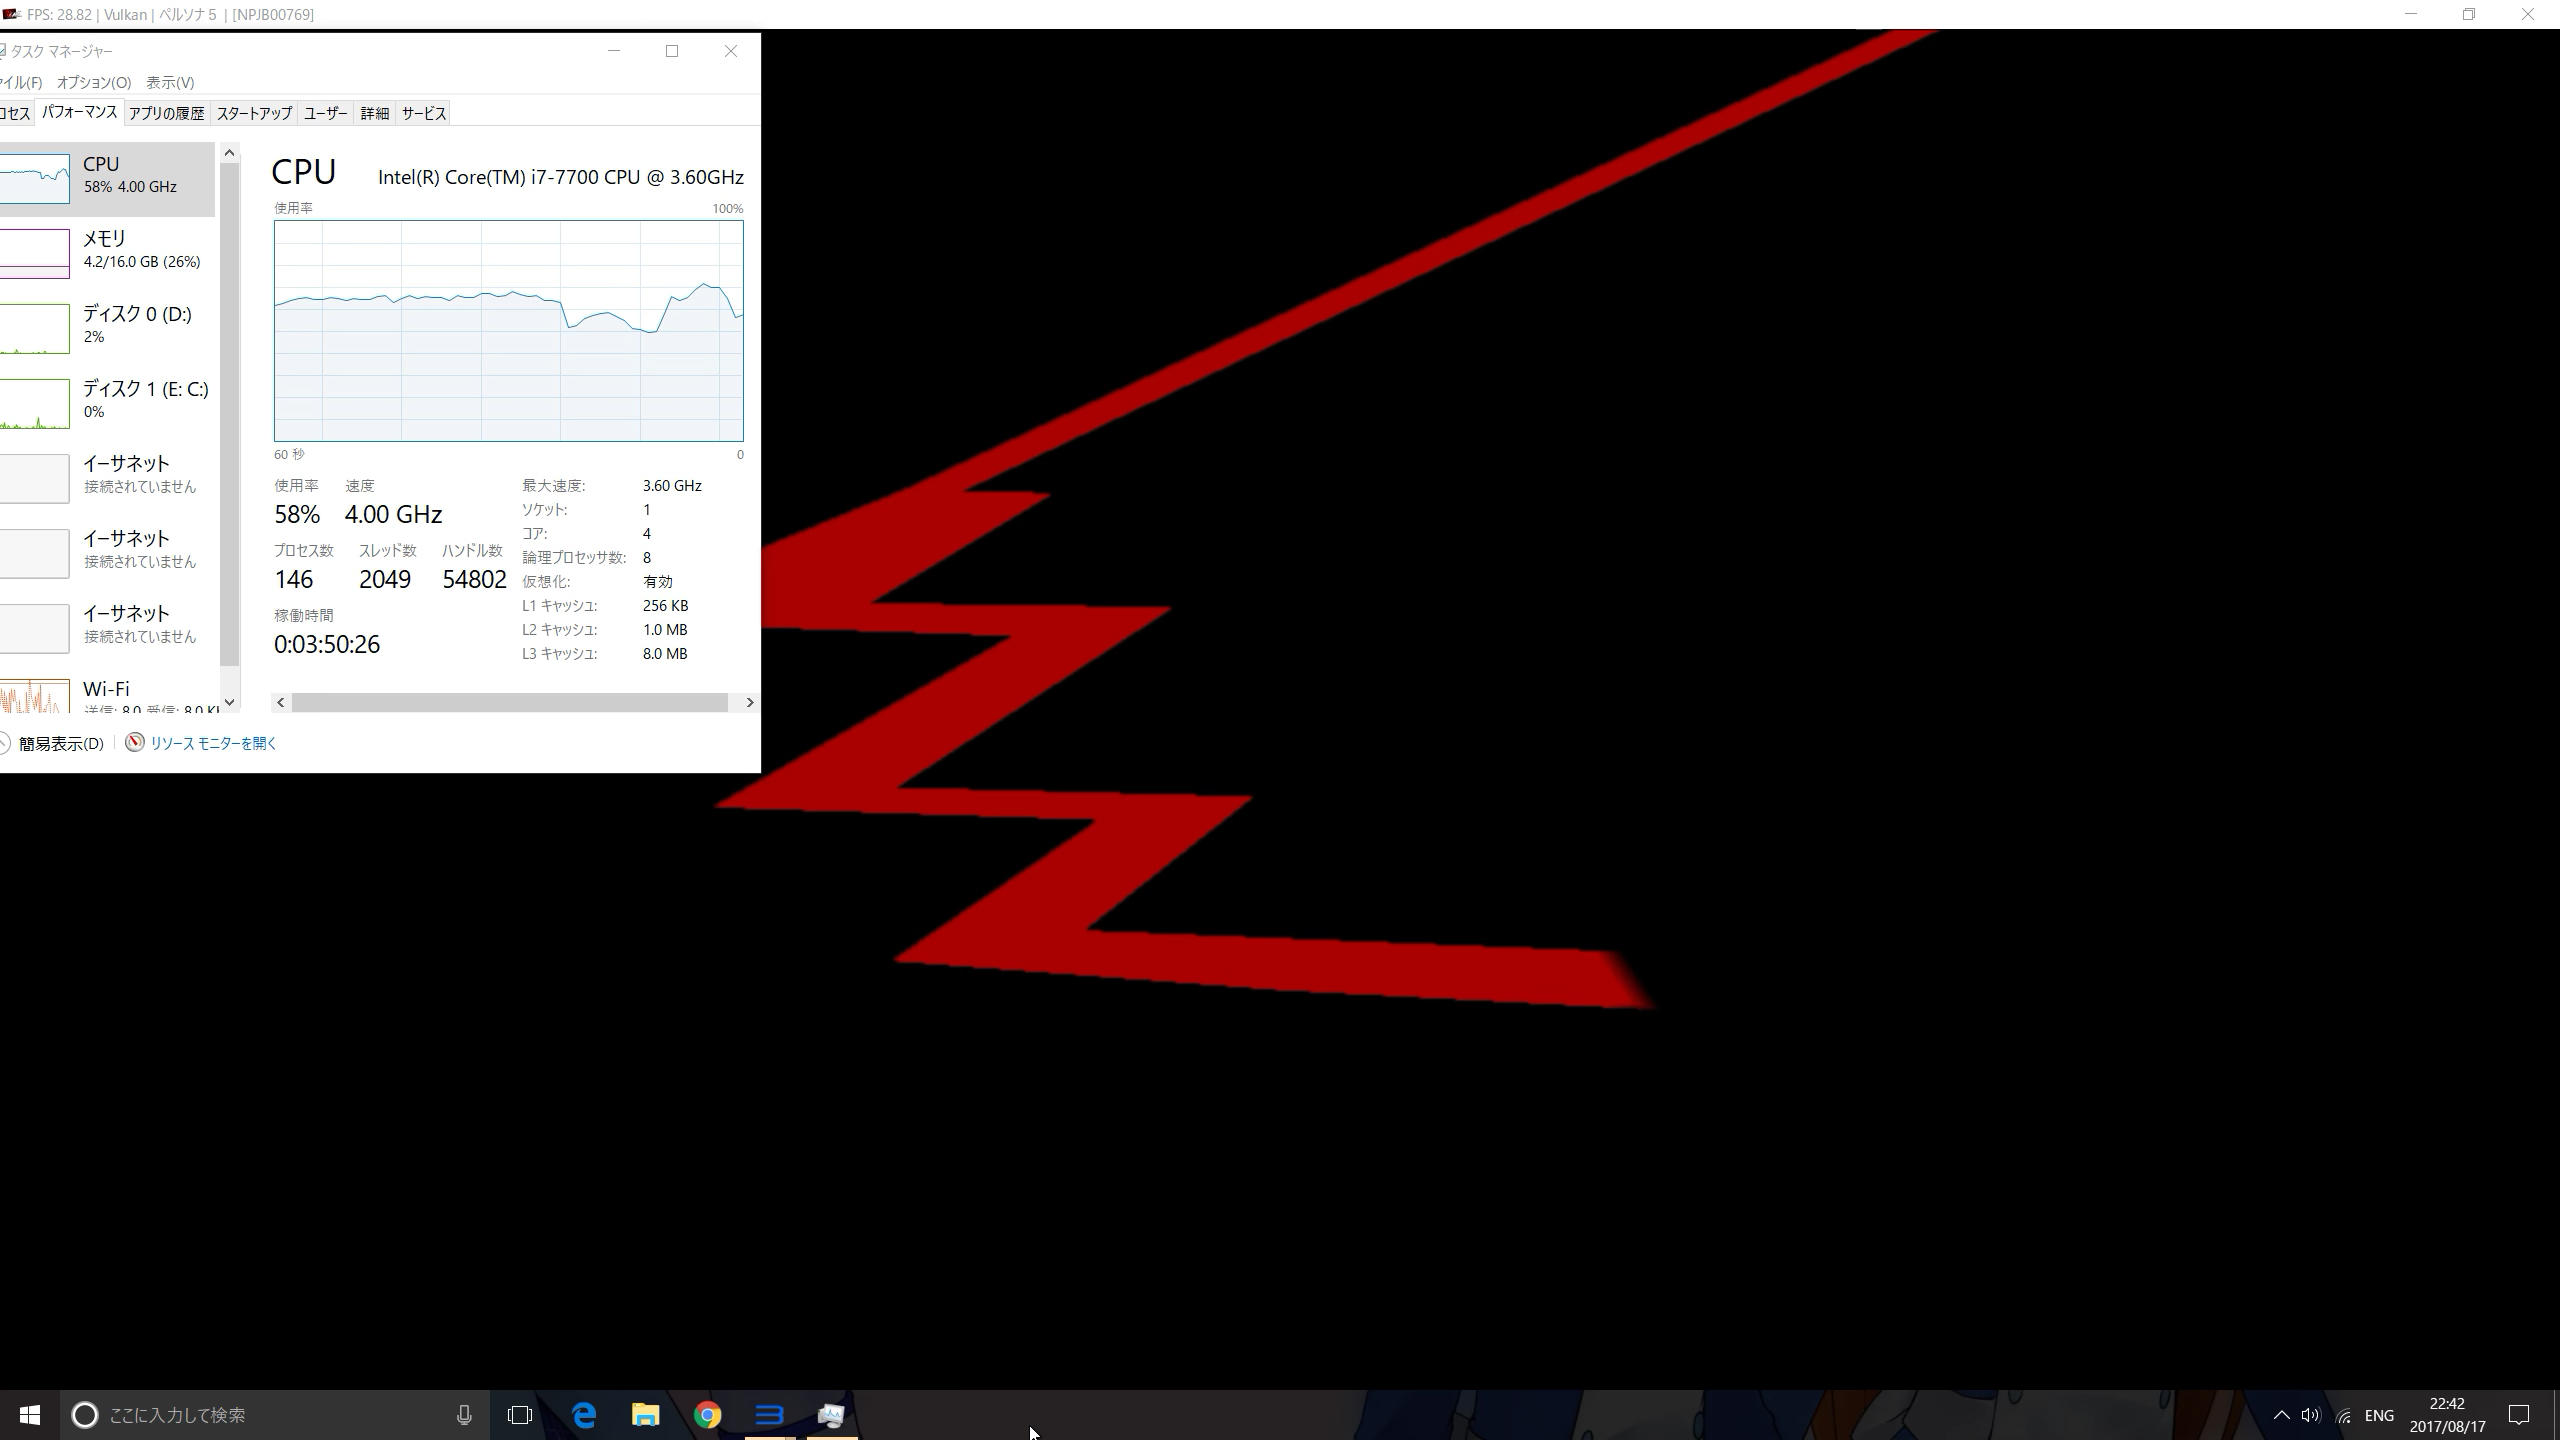 FPS: 28.82 | Vulkan | ペルソナ５ | [NPJB00769]
タスク マネージャー
イル(F) オプション(O) 表示(V)
ロセス パフォーマンス アプリの履歴 スタートアップ ユーザー 詳細 サービス
CPU
58% 4.00 GHz
メモリ
4.2/16.0 GB (26%)
ディスク 0 (D:)
2%
ディスク 1 (E: C:)
0%
イーサネット
接続されていません
イーサネット
接続されていません
イーサネット
接続されていません
Wi-Fi
送信: 8.0 受信: 8.0 K
CPU Intel(R) Core(TM) i7-7700 CPU @ 3.60GHz
使用率 100%
60 秒 0
使用率 速度
58% 4.00 GHz
プロセス数 スレッド数 ハンドル数
146 2049 54802
稼働時間
0:03:50:26
最大速度: 3.60 GHz
ソケット: 1
コア: 4
論理プロセッサ数: 8
仮想化: 有効
L1 キャッシュ: 256 KB
L2 キャッシュ: 1.0 MB
L3 キャッシュ: 8.0 MB
簡易表示(D) リソース モニターを開く
ここに入力して検索
ENG
22:42
2017/08/17